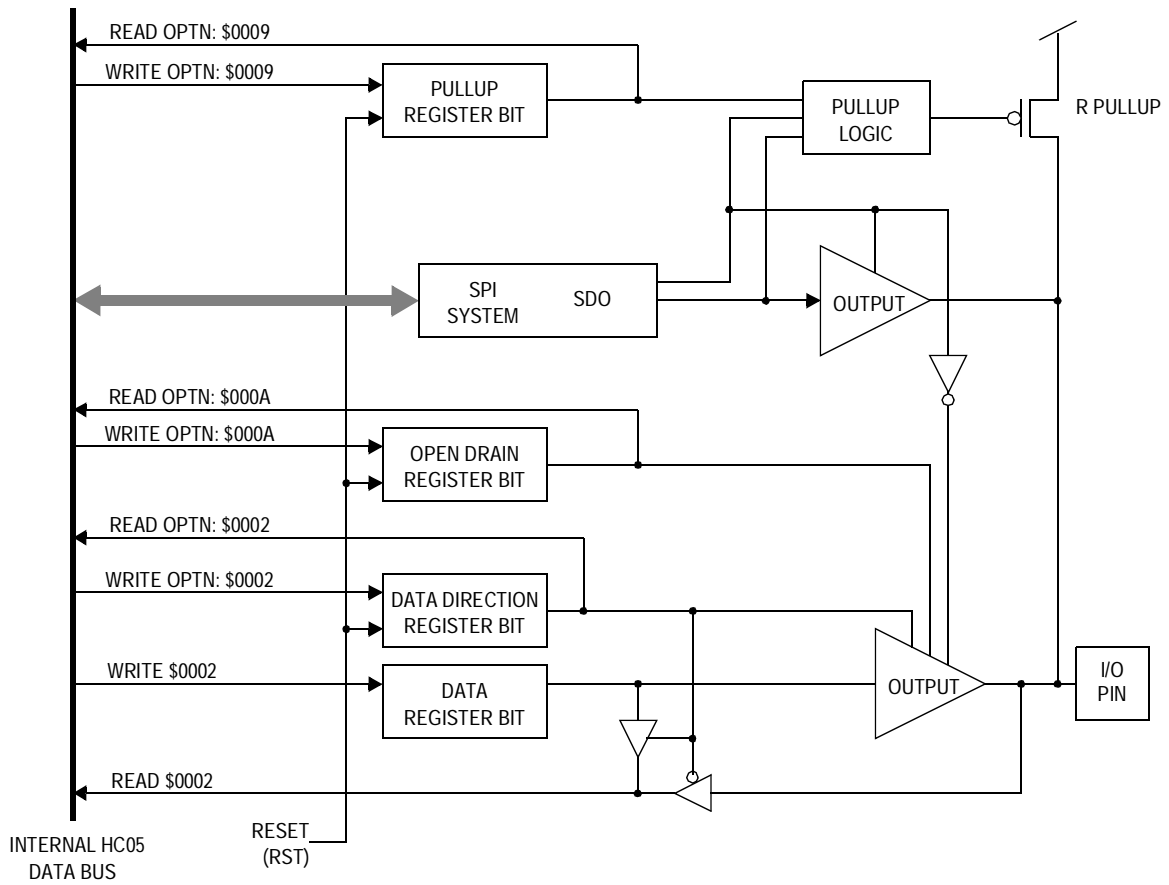 READ OPTN: $0009
WRITE OPTN: $0009
PULLUP
REGISTER BIT
PULLUP
LOGIC
R PULLUP
SPI
SYSTEM
SDO
OUTPUT
READ OPTN: $000A
WRITE OPTN: $000A
OPEN DRAIN
REGISTER BIT
READ OPTN: $0002
WRITE OPTN: $0002
DATA DIRECTION
REGISTER BIT
WRITE $0002
DATA
REGISTER BIT
OUTPUT
I/O
PIN
READ $0002
RESET
(RST)
INTERNAL HC05
DATA BUS